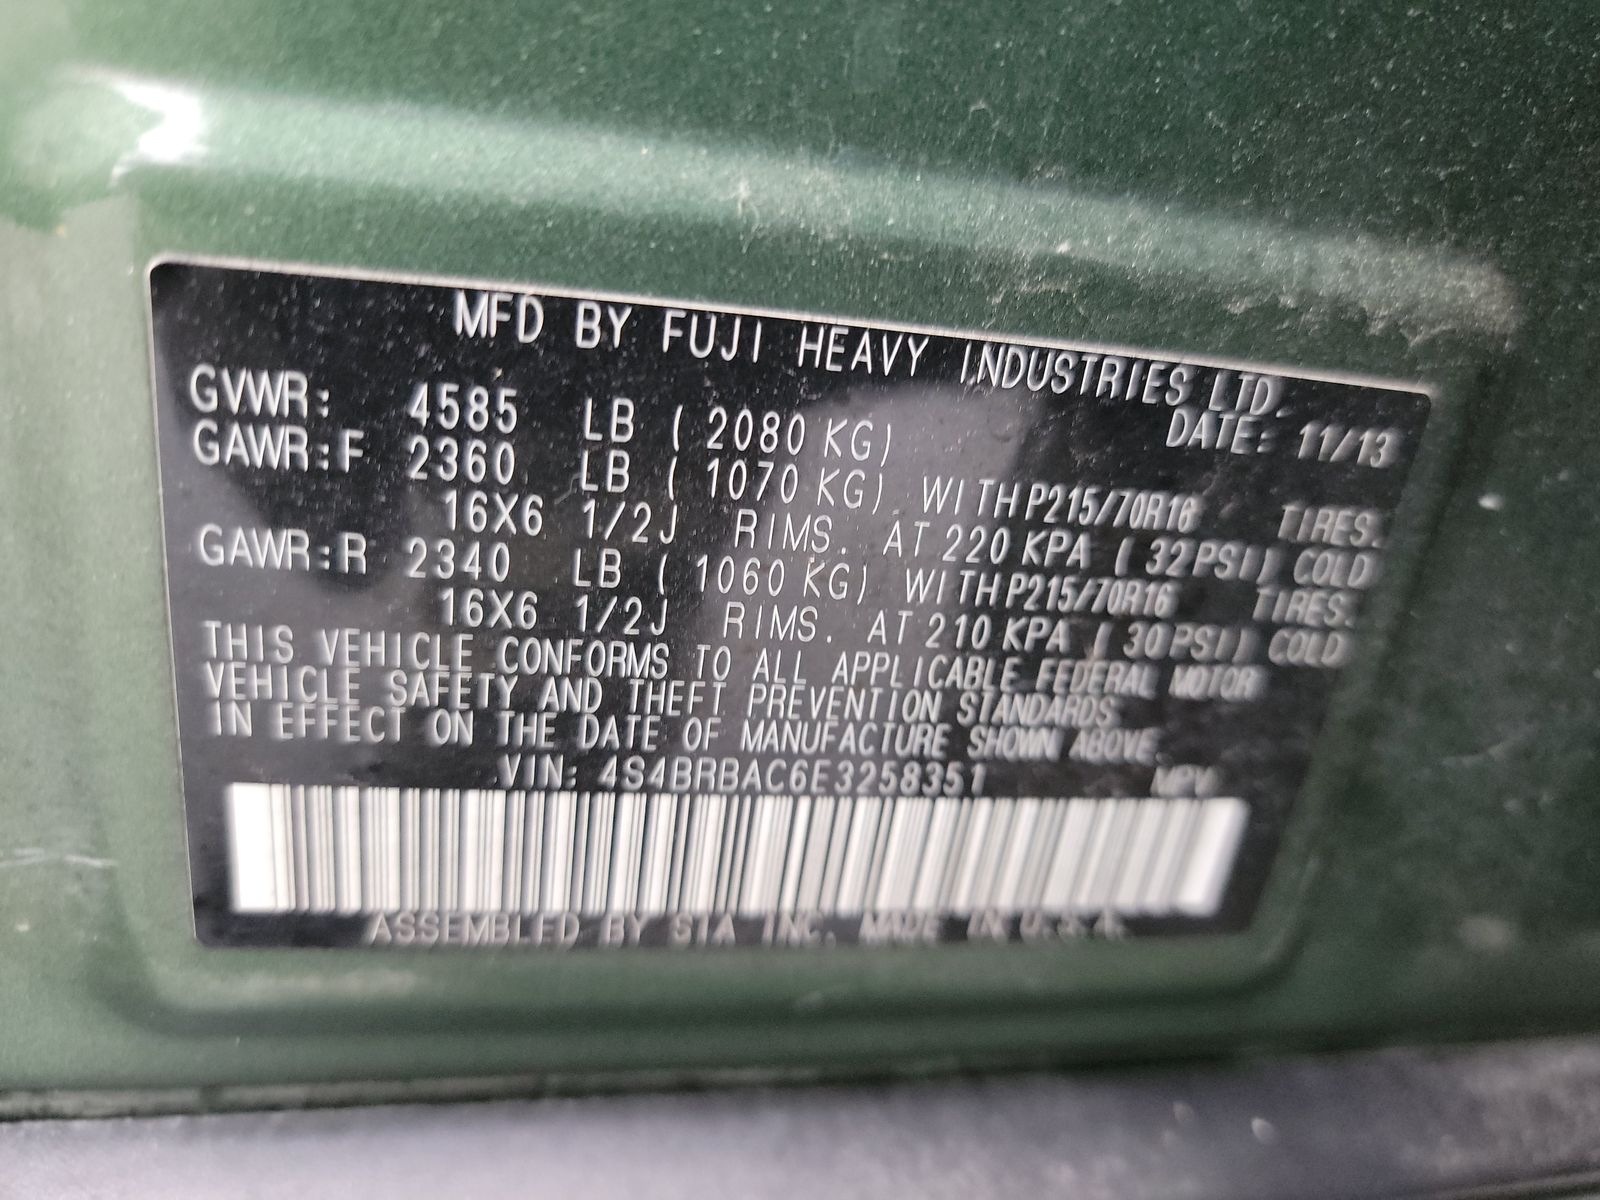 MFD BY FUJI HEAVY INDUSTRIES LTD.
DATE: 11/13
GVWR: 4585 LB ( 2080 KG)
GAWR:F 2360 LB ( 1070 KG) WITH P215/70R16 TIRES.
16X6 1/2J RIMS. AT 220 KPA ( 32PSI) COLD
GAWR:R 2340 LB ( 1060 KG) WITH P215/70R16 TIRES.
16X6 1/2J RIMS. AT 210 KPA ( 30PSI) COLD
THIS VEHICLE CONFORMS TO ALL APPLICABLE FEDERAL MOTOR
VEHICLE SAFETY AND THEFT PREVENTION STANDARDS
IN EFFECT ON THE DATE OF MANUFACTURE SHOWN ABOVE.
VIN: 4S4BRBAC6E3258351 MPV
ASSEMBLED BY SIA INC. MADE IN U.S.A.